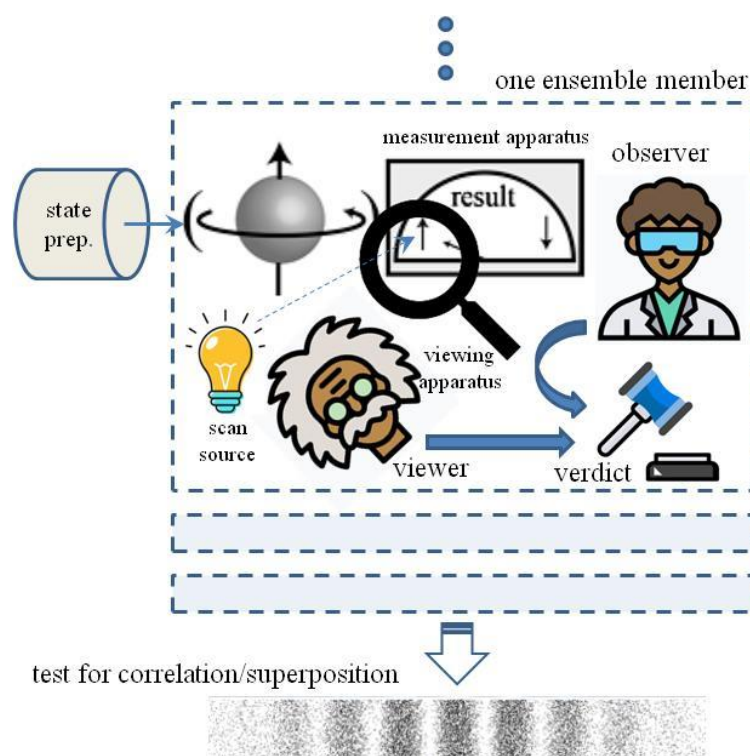 one ensemble member
measurement apparatus
observer
state
prep.
result
viewing
apparatus
scan
source
viewer
verdict
test for correlation/superposition